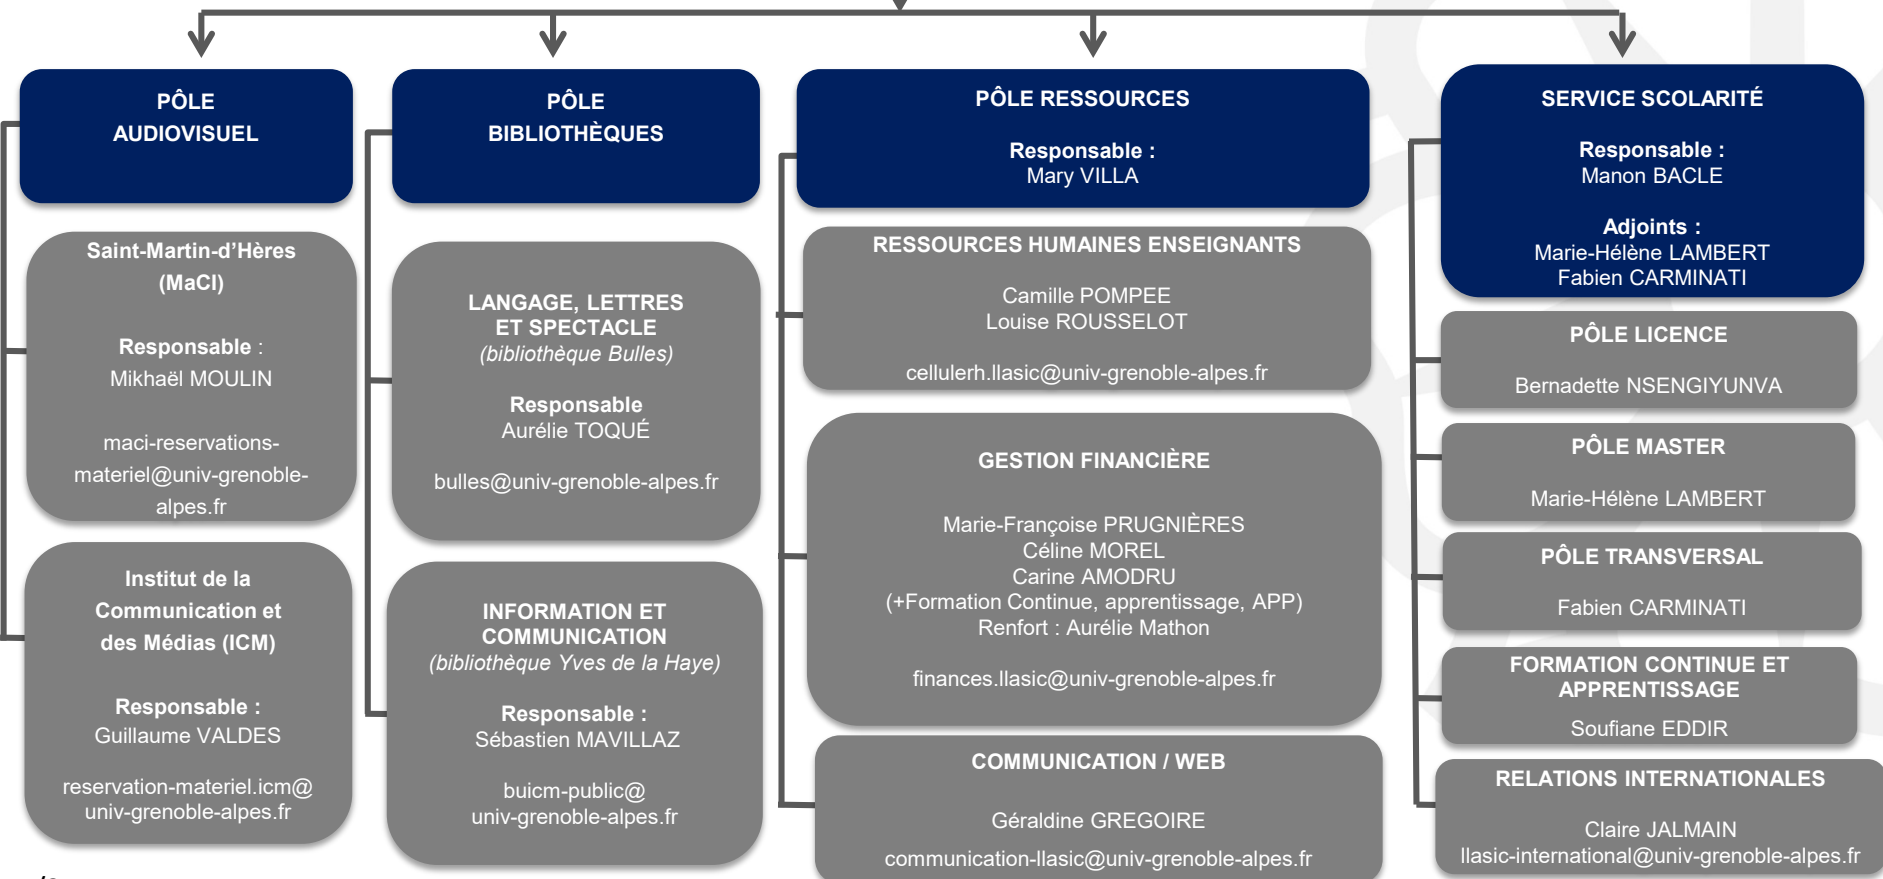 PÔLE
AUDIOVISUEL
Saint-Martin-d’Hères
(MaCI)
Responsable :
Mikhaël MOULIN
maci-reservations-
materiel@univ-grenoble-
alpes.fr
Institut de la
Communication et
des Médias (ICM)
Responsable :
Guillaume VALDES
reservation-materiel.icm@
univ-grenoble-alpes.fr
PÔLE
BIBLIOTHÈQUES
LANGAGE, LETTRES
ET SPECTACLE
(bibliothèque Bulles)
Responsable
Aurélie TOQUÉ
bulles@univ-grenoble-alpes.fr
INFORMATION ET
COMMUNICATION
(bibliothèque Yves de la Haye)
Responsable :
Sébastien MAVILLAZ
buicm-public@
univ-grenoble-alpes.fr
PÔLE RESSOURCES
Responsable :
Mary VILLA
RESSOURCES HUMAINES ENSEIGNANTS
Camille POMPEE
Louise ROUSSELOT
cellulerh.llasic@univ-grenoble-alpes.fr
GESTION FINANCIÈRE
Marie-Françoise PRUGNIÈRES
Céline MOREL
Carine AMODRU
(+Formation Continue, apprentissage, APP)
Renfort : Aurélie Mathon
finances.llasic@univ-grenoble-alpes.fr
COMMUNICATION / WEB
Géraldine GREGOIRE
communication-llasic@univ-grenoble-alpes.fr
SERVICE SCOLARITÉ
Responsable :
Manon BACLE
Adjoints :
Marie-Hélène LAMBERT
Fabien CARMINATI
PÔLE LICENCE
Bernadette NSENGIYUNVA
PÔLE MASTER
Marie-Hélène LAMBERT
PÔLE TRANSVERSAL
Fabien CARMINATI
FORMATION CONTINUE ET
APPRENTISSAGE
Soufiane EDDIR
RELATIONS INTERNATIONALES
Claire JALMAIN
llasic-international@univ-grenoble-alpes.fr